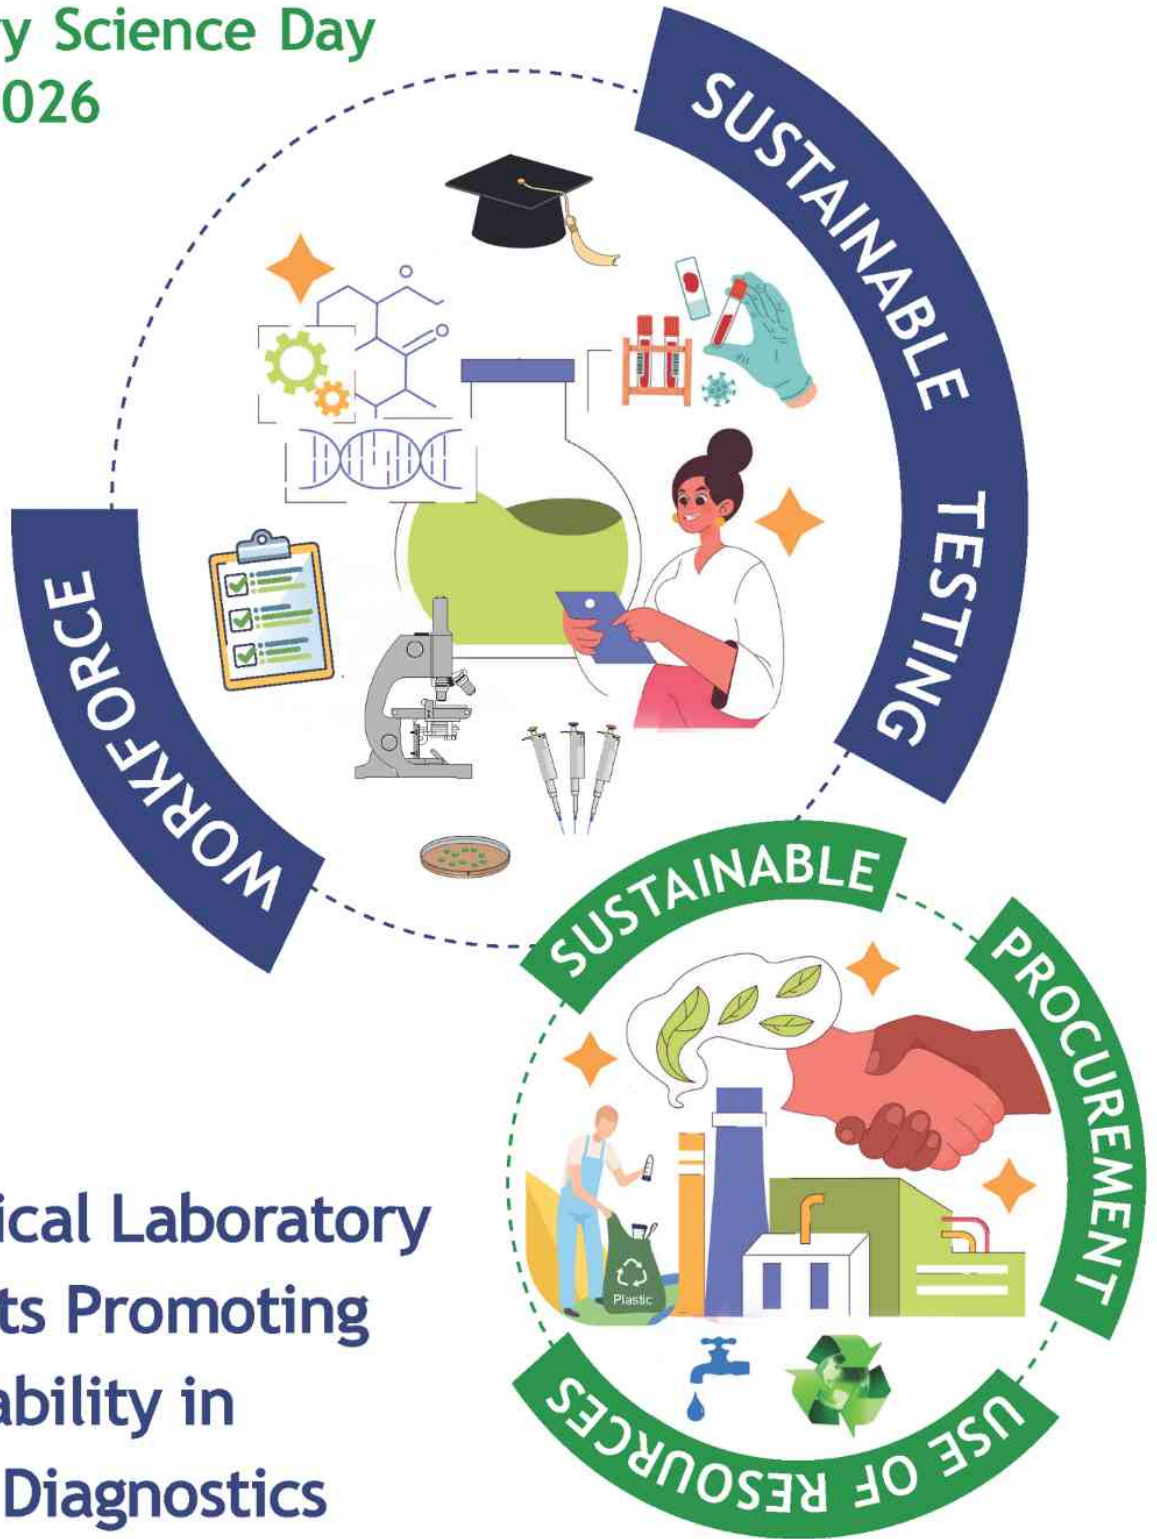 y Science Day
026
SUSTAINABLE TESTING
WORKFORCE
SUSTAINABLE
PROCUREMENT
Plastic
USE OF RESOURCES
ical Laboratory
ts Promoting
ability in
Diagnostics